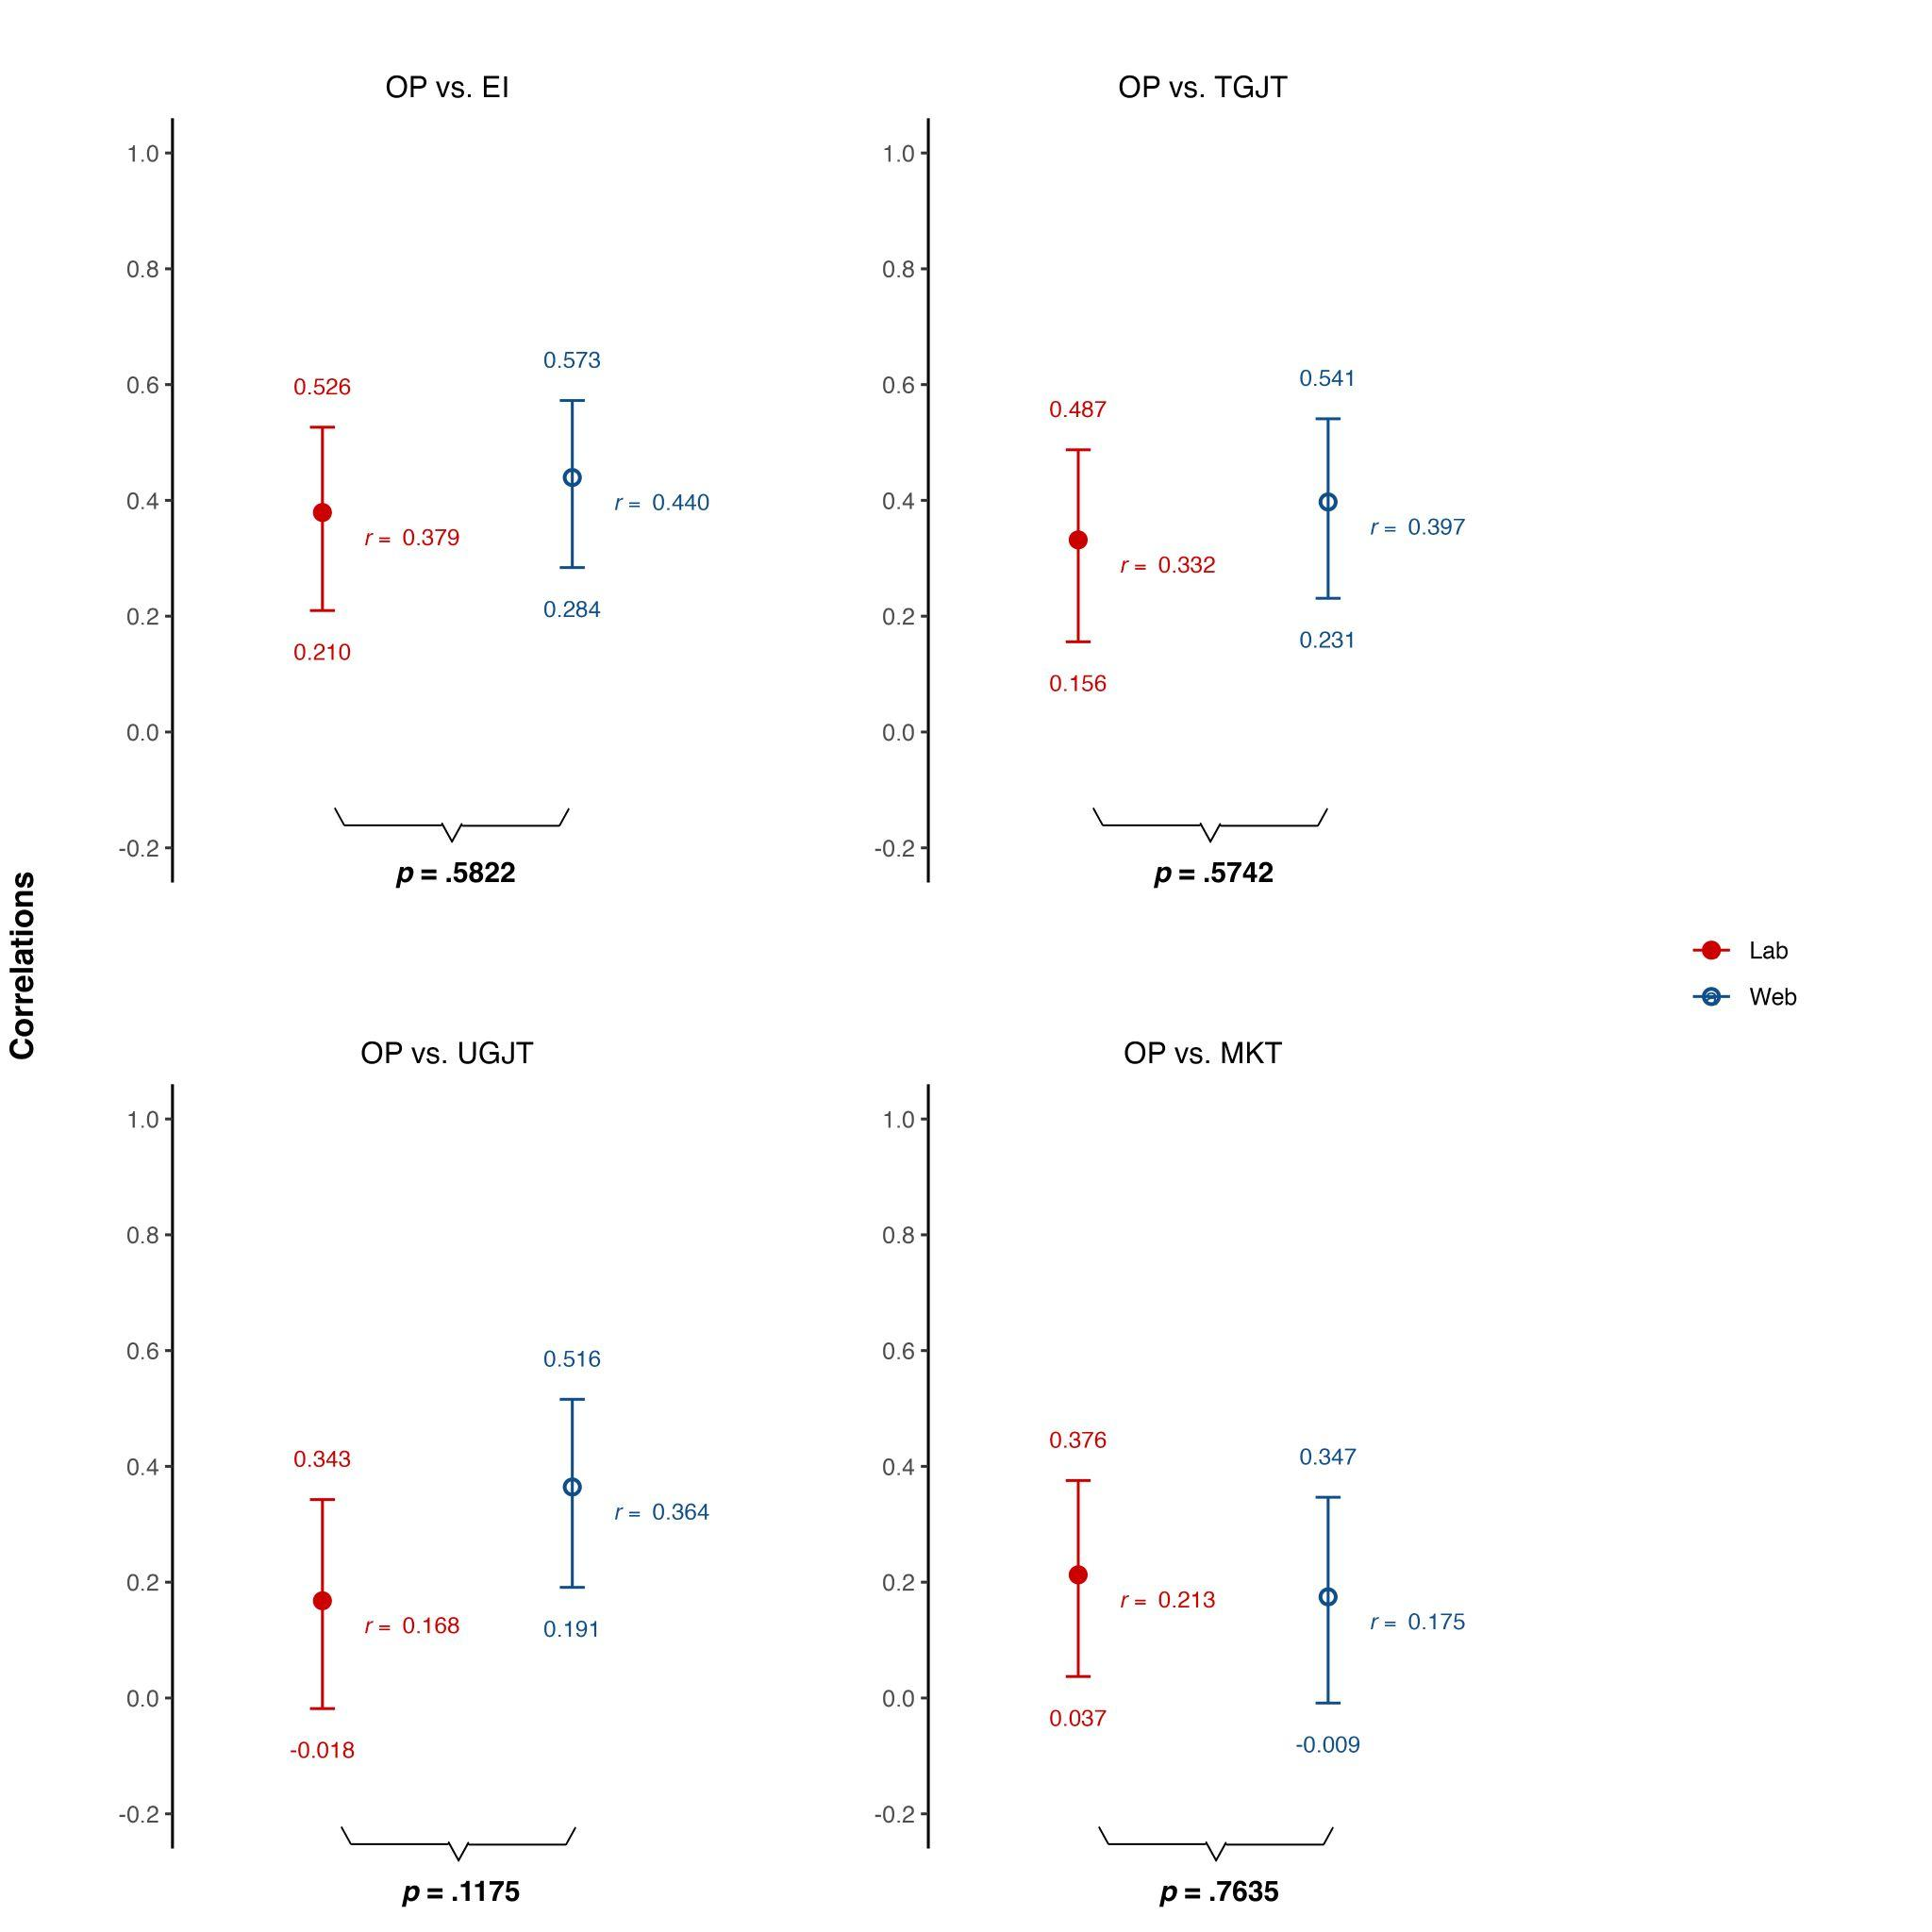 Correlations
OP vs. EI
1.0
0.8
0.6
0.4
0.2
0.0
-0.2
0.526
r = 0.379
0.210
0.573
r = 0.440
0.284
p = .5822
OP vs. TGJT
1.0
0.8
0.6
0.4
0.2
0.0
-0.2
0.487
r = 0.332
0.156
0.541
r = 0.397
0.231
p = .5742
Lab
Web
OP vs. UGJT
1.0
0.8
0.6
0.4
0.2
0.0
-0.2
0.343
r = 0.168
-0.018
0.516
r = 0.364
0.191
p = .1175
OP vs. MKT
1.0
0.8
0.6
0.4
0.2
0.0
-0.2
0.376
r = 0.213
0.037
0.347
r = 0.175
-0.009
p = .7635